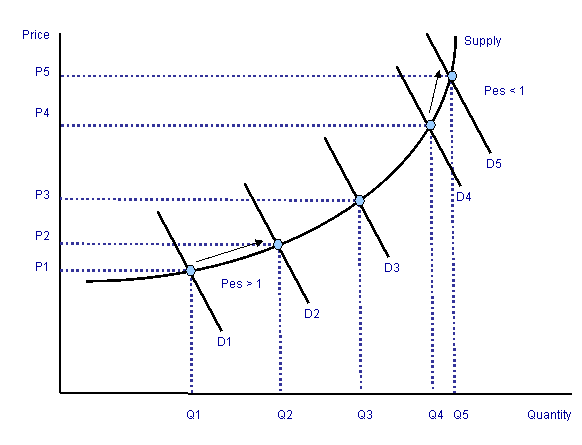 Price
Supply
P5
Pes < 1
P4
D5
D4
P3
P2
D3
P1
Pes > 1
D2
D1
Q1
Q2
Q3
Q4
Q5
Quantity